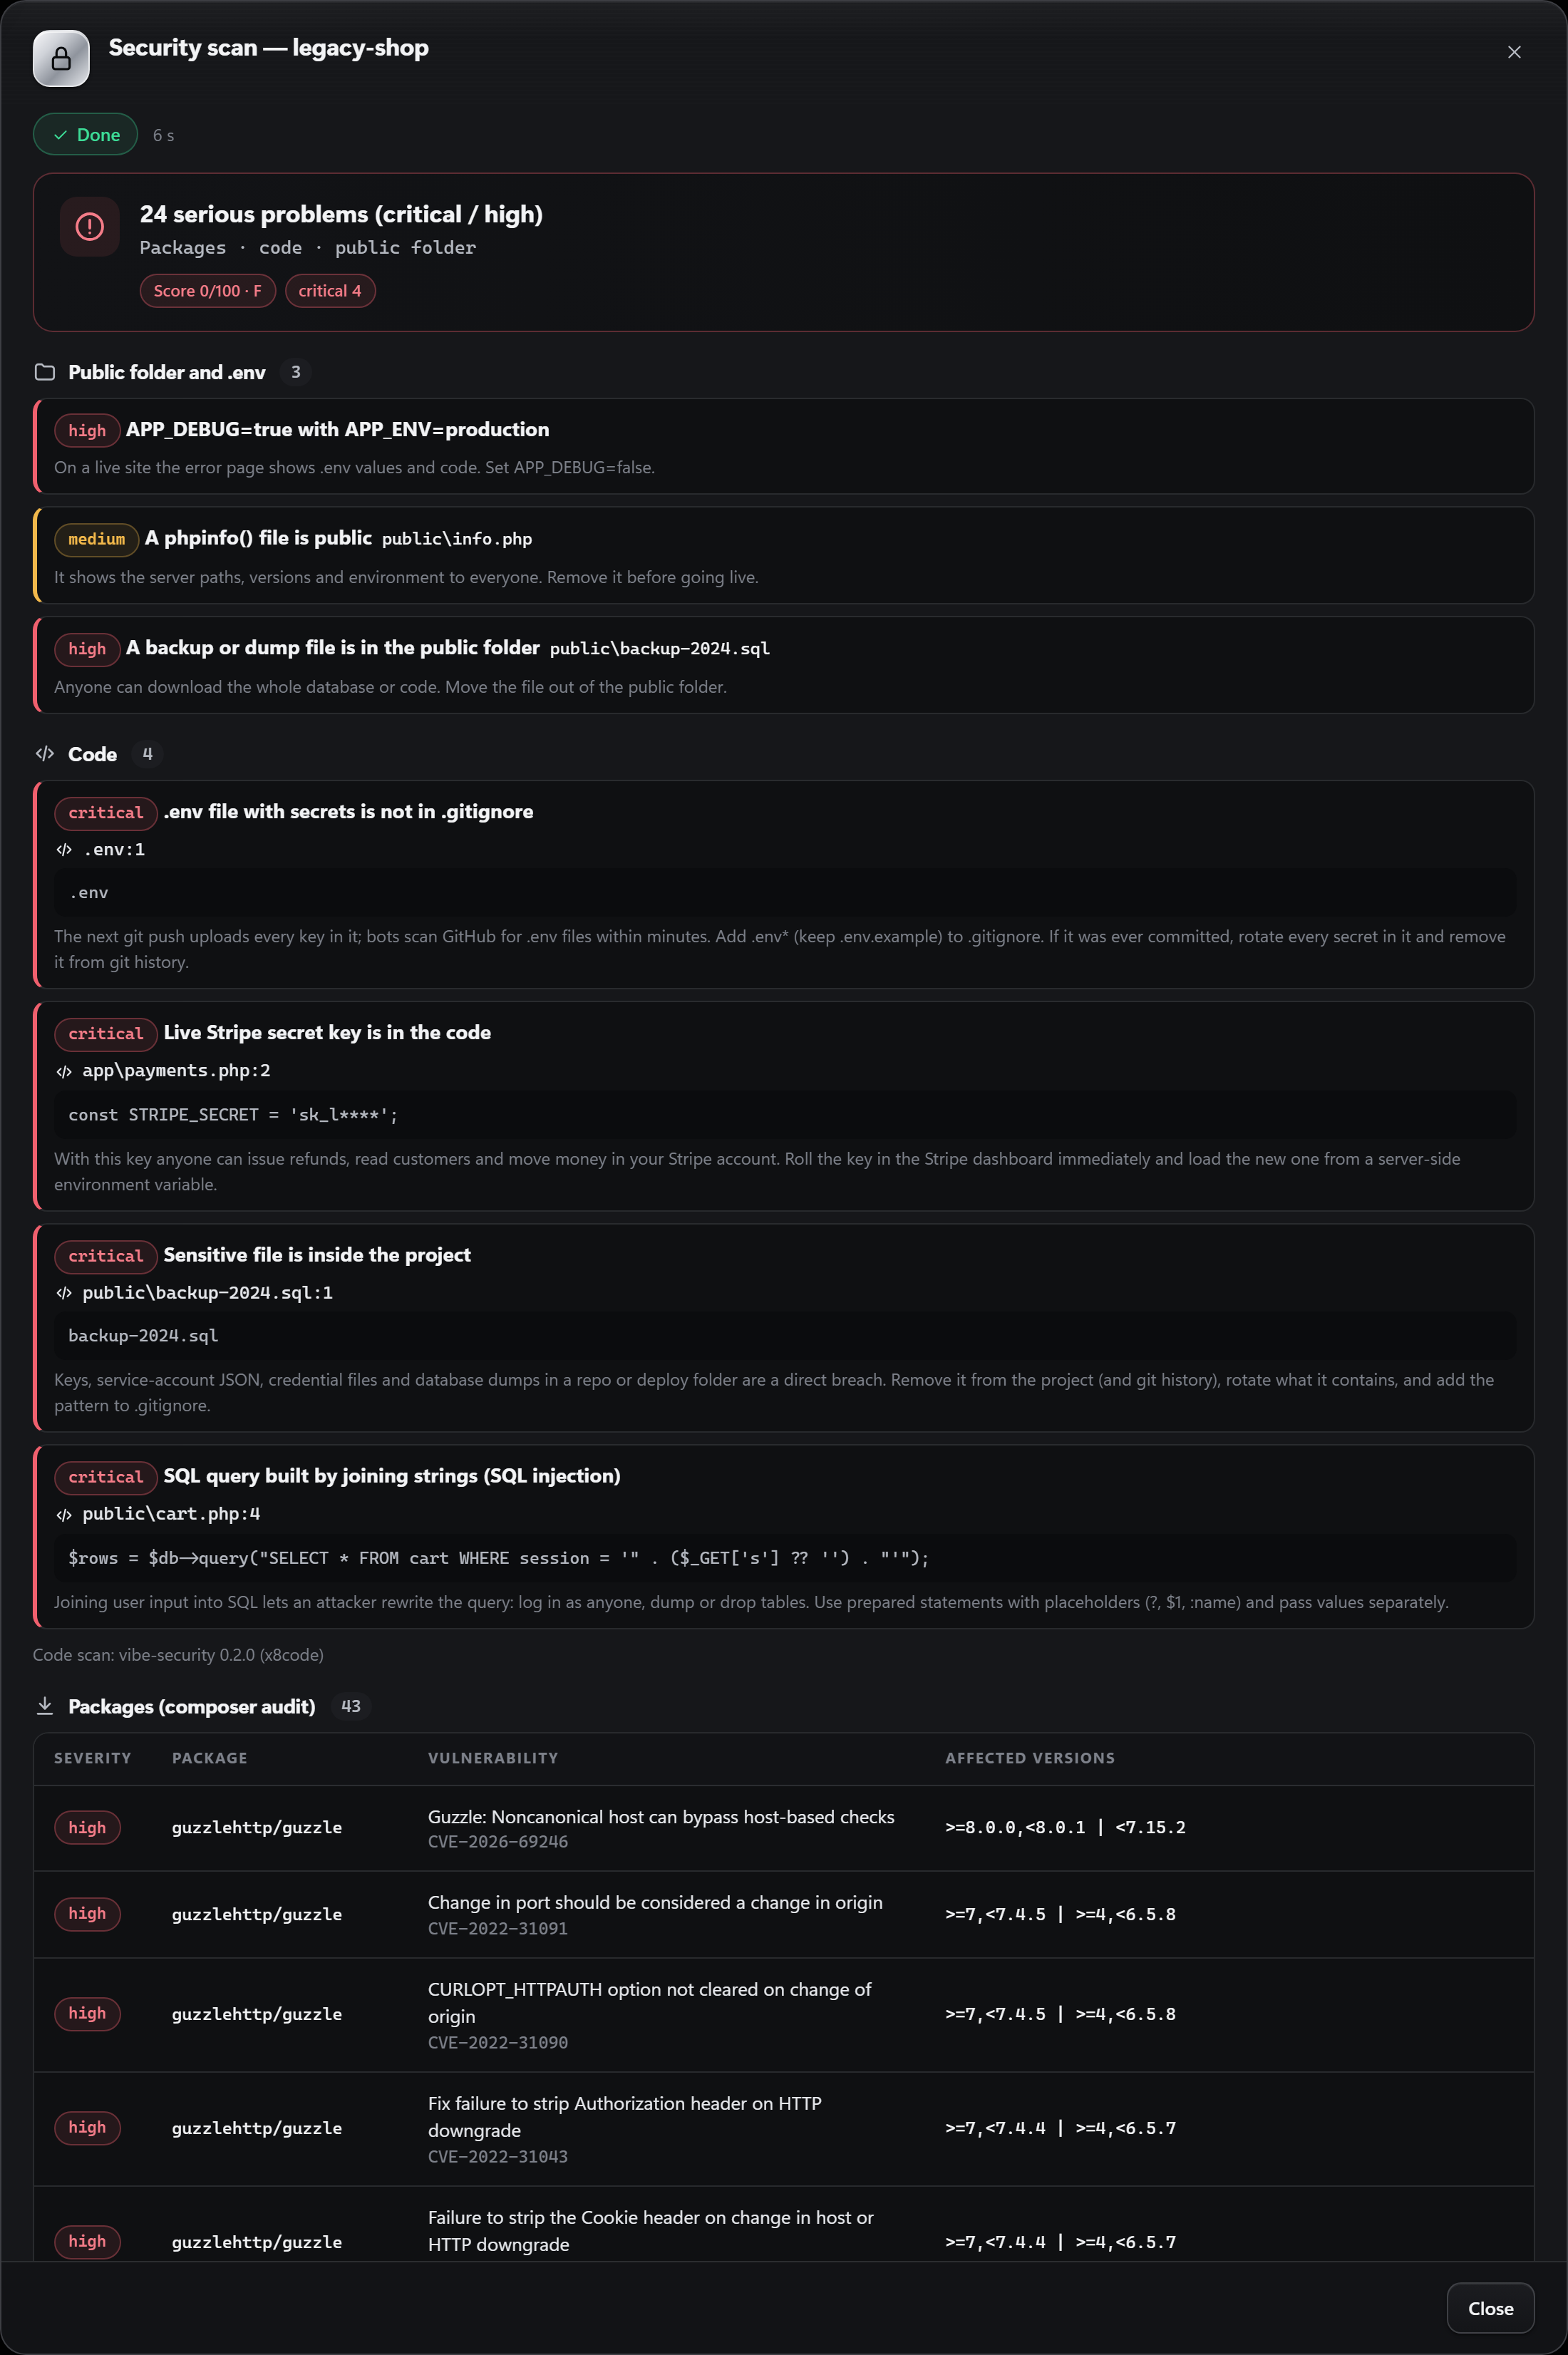 Security scan — legacy-shop
Done 6 s
24 serious problems (critical / high)
Packages · code · public folder
Score 0/100 · F critical 4
Public folder and .env 3
high APP_DEBUG=true with APP_ENV=production
On a live site the error page shows .env values and code. Set APP_DEBUG=false.
medium A phpinfo() file is public public\info.php
It shows the server paths, versions and environment to everyone. Remove it before going live.
high A backup or dump file is in the public folder public\backup-2024.sql
Anyone can download the whole database or code. Move the file out of the public folder.
Code 4
critical .env file with secrets is not in .gitignore
.env:1
.env
The next git push uploads every key in it; bots scan GitHub for .env files within minutes. Add .env* (keep .env.example) to .gitignore. If it was ever committed, rotate every secret in it and remove
it from git history.
critical Live Stripe secret key is in the code
app\payments.php:2
const STRIPE_SECRET = 'sk_l****';
With this key anyone can issue refunds, read customers and move money in your Stripe account. Roll the key in the Stripe dashboard immediately and load the new one from a server-side
environment variable.
critical Sensitive file is inside the project
public\backup-2024.sql:1
backup-2024.sql
Keys, service-account JSON, credential files and database dumps in a repo or deploy folder are a direct breach. Remove it from the project (and git history), rotate what it contains, and add the
pattern to .gitignore.
critical SQL query built by joining strings (SQL injection)
public\cart.php:4
$rows = $db->query("SELECT * FROM cart WHERE session = '" . ($_GET['s'] ?? '') . "'");
Joining user input into SQL lets an attacker rewrite the query: log in as anyone, dump or drop tables. Use prepared statements with placeholders (?, $1, :name) and pass values separately.
Code scan: vibe-security 0.2.0 (x8code)
Packages (composer audit) 43
SEVERITY PACKAGE VULNERABILITY AFFECTED VERSIONS
high guzzlehttp/guzzle Guzzle: Noncanonical host can bypass host-based checks >=8.0.0,<8.0.1 | <7.15.2
CVE-2026-69246
high guzzlehttp/guzzle Change in port should be considered a change in origin >=7,<7.4.5 | >=4,<6.5.8
CVE-2022-31091
high guzzlehttp/guzzle CURLOPT_HTTPAUTH option not cleared on change of >=7,<7.4.5 | >=4,<6.5.8
origin
CVE-2022-31090
high guzzlehttp/guzzle Fix failure to strip Authorization header on HTTP >=7,<7.4.4 | >=4,<6.5.7
downgrade
CVE-2022-31043
high guzzlehttp/guzzle Failure to strip the Cookie header on change in host or >=7,<7.4.4 | >=4,<6.5.7
HTTP downgrade
Close